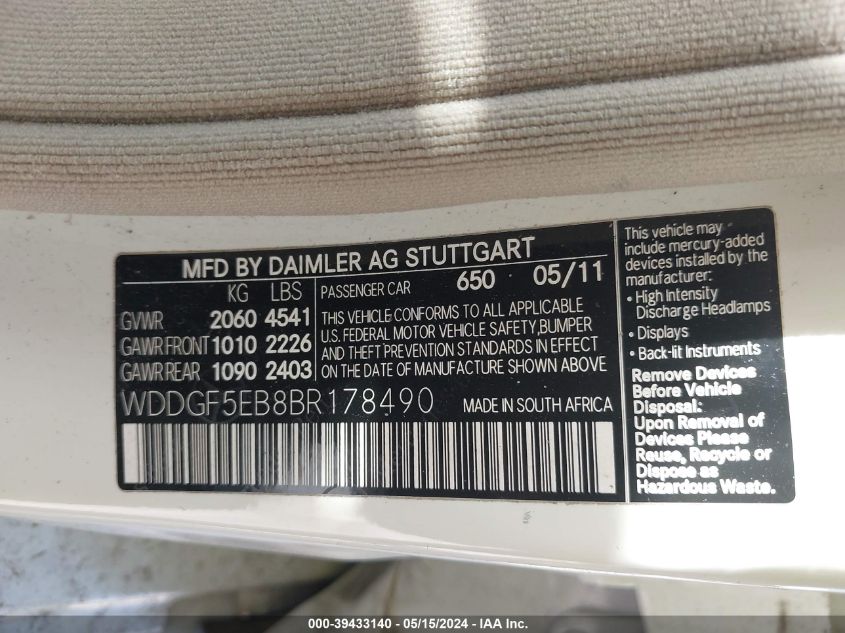 MFD BY DAIMLER AG STUTTGART
KG LBS
GVWR 2060 4541
GAWR FRONT 1010 2226
GAWR REAR 1090 2403
PASSENGER CAR 650 05/11
THIS VEHICLE CONFORMS TO ALL APPLICABLE
U.S. FEDERAL MOTOR VEHICLE SAFETY, BUMPER
AND THEFT PREVENTION STANDARDS IN EFFECT
ON THE DATE OF MANUFACTURE SHOWN ABOVE
WDDGF5EB8BR178490 MADE IN SOUTH AFRICA
This vehicle may
include mercury-added
devices installed by the
manufacturer:
• High Intensity
Discharge Headlamps
• Displays
• Back-lit Instruments
Remove Devices
Before Vehicle
Disposal:
Upon Removal of
Devices Please
Reuse, Recycle or
Dispose as
Hazardous Waste.
000-39433140 - 05/15/2024 - IAA Inc.